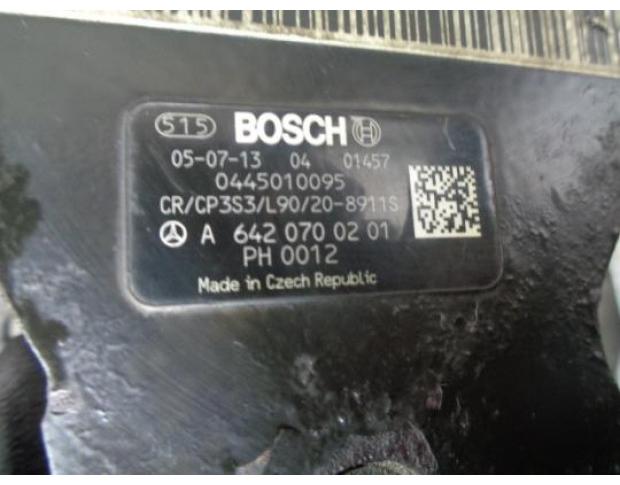 515 BOSCH
05-07-13 04 01457
0445010095
CR/CP3S3/L90/20-8911S
A 642 070 02 01
PH 0012
Made in Czech Republic